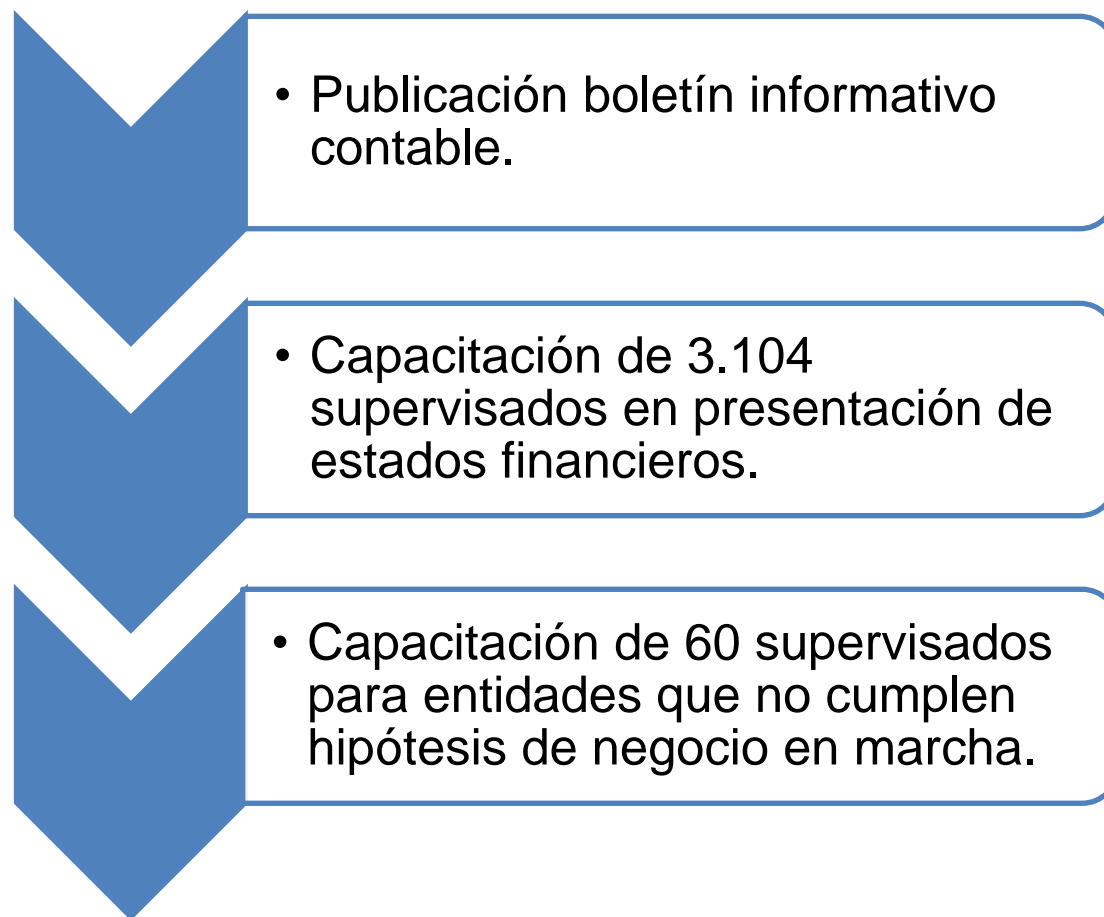 • Publicación boletín informativo
contable.
• Capacitación de 3.104
supervisados en presentación de
estados financieros.
• Capacitación de 60 supervisados
para entidades que no cumplen
hipótesis de negocio en marcha.